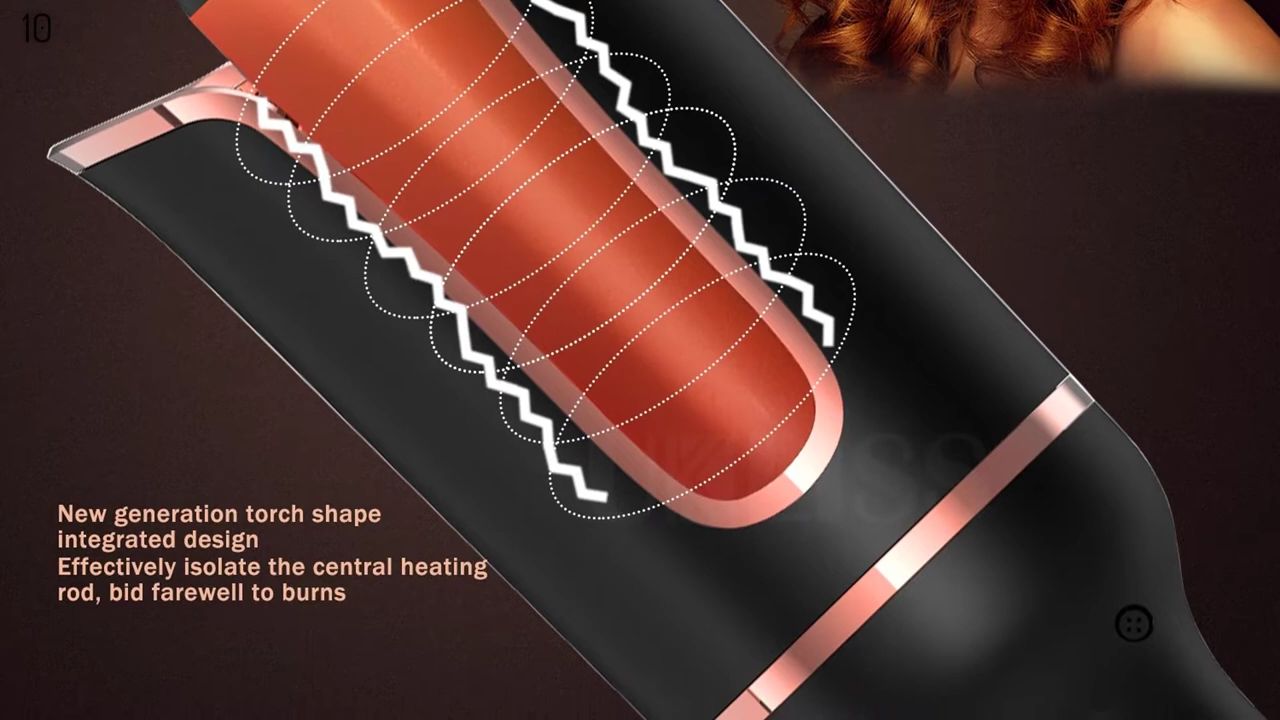 10
New generation torch shape
integrated design
Effectively isolate the central heating
rod, bid farewell to burns